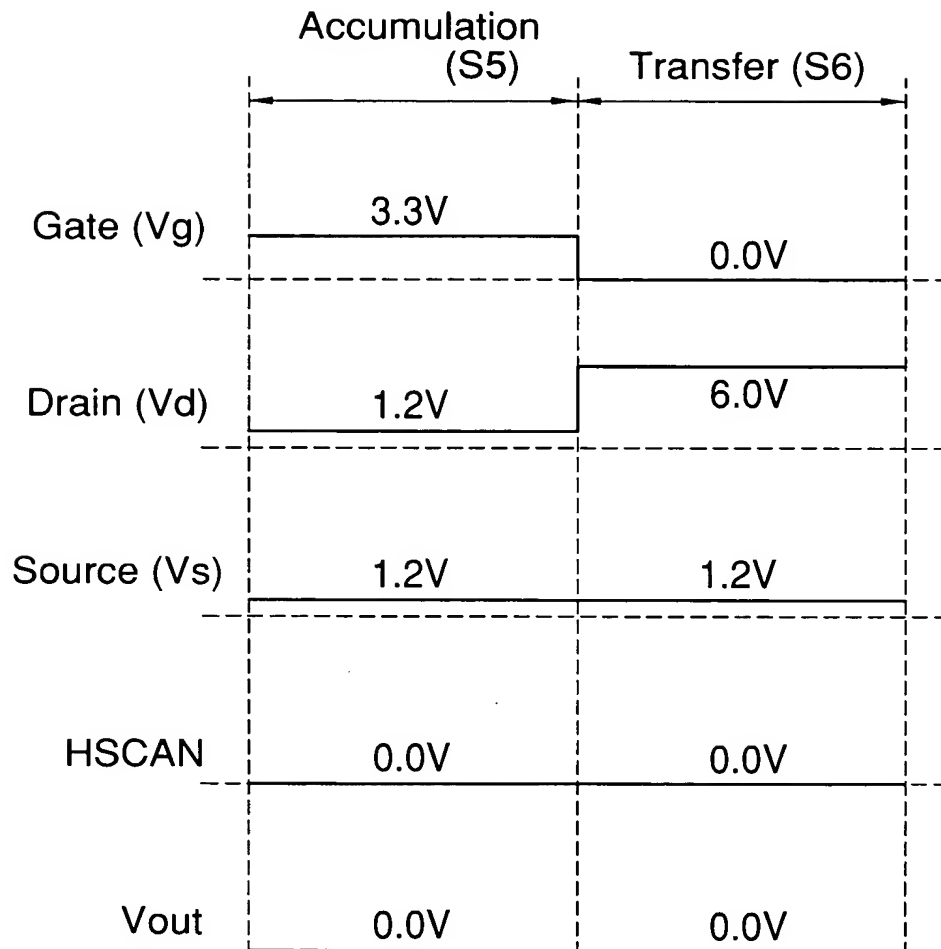 Accumulation
(S5)
Transfer (S6)
Gate (Vg)
3.3V
0.0V
Drain (Vd)
1.2V
6.0V
Source (Vs)
1.2V
1.2V
HSCAN
0.0V
0.0V
Vout
0.0V
0.0V